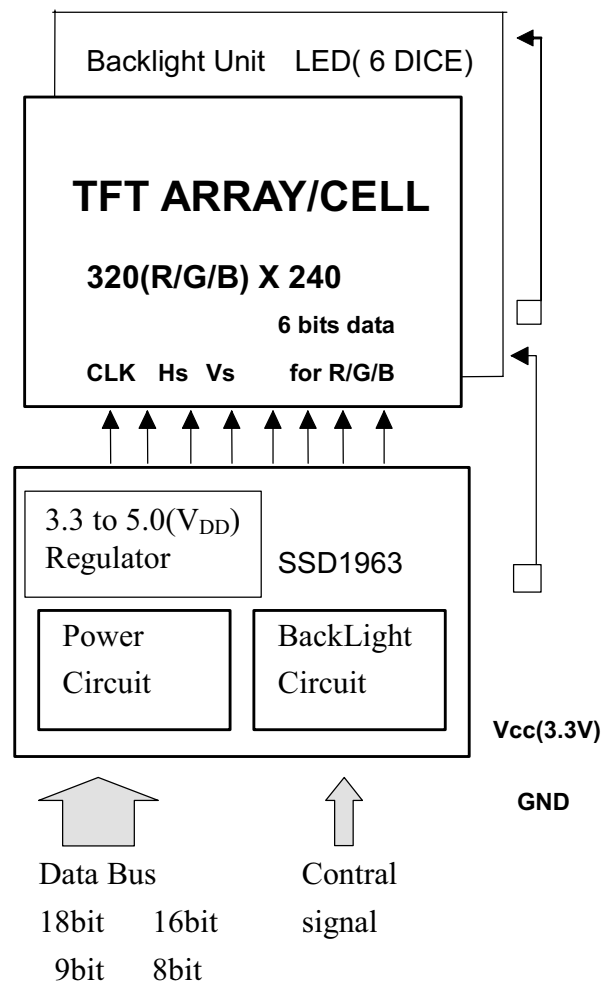 Backlight Unit LED( 6 DICE)
TFT ARRAY/CELL
320(R/G/B) X 240
6 bits data
CLK Hs Vs for R/G/B
3.3 to 5.0(VDD)
Regulator
SSD1963
Power
Circuit
BackLight
Circuit
Vcc(3.3V)
GND
Data Bus
18bit 16bit
9bit 8bit
Contral
signal